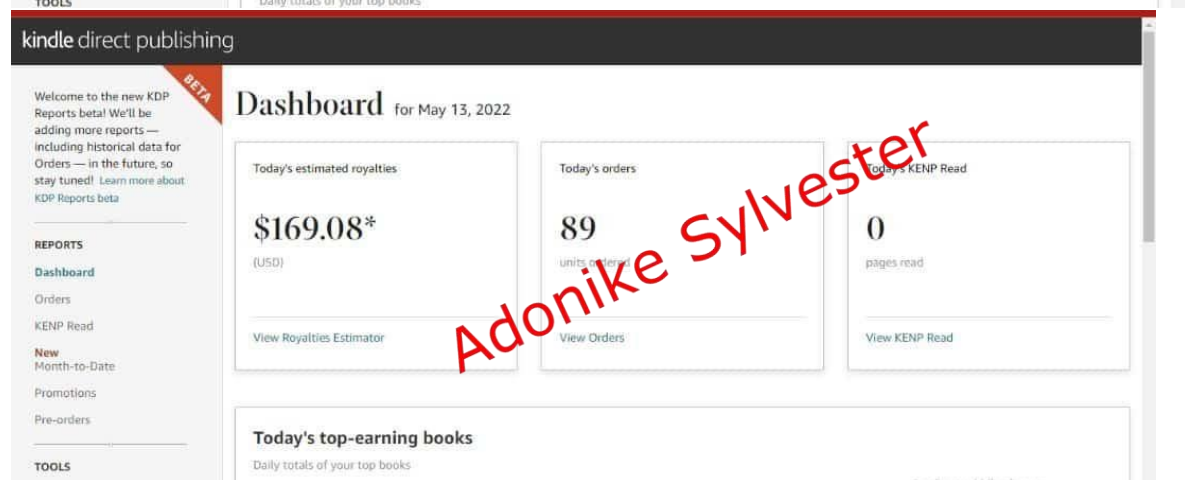 TOOLS
Daily totals of your top books
kindle direct publishing
BETA
Welcome to the new KDP
Reports beta! We'll be
adding more reports —
including historical data for
Orders — in the future, so
stay tuned! Learn more about
KDP Reports beta
REPORTS
Dashboard
Orders
KENP Read
New
Month-to-Date
Promotions
Pre-orders
TOOLS
Dashboard for May 13, 2022
Today's estimated royalties
$169.08*
(USD)
View Royalties Estimator
Today's orders
89
units ordered
View Orders
Today's KENP Read
0
pages read
View KENP Read
Adonike Sylvester
Today's top-earning books
Daily totals of your top books